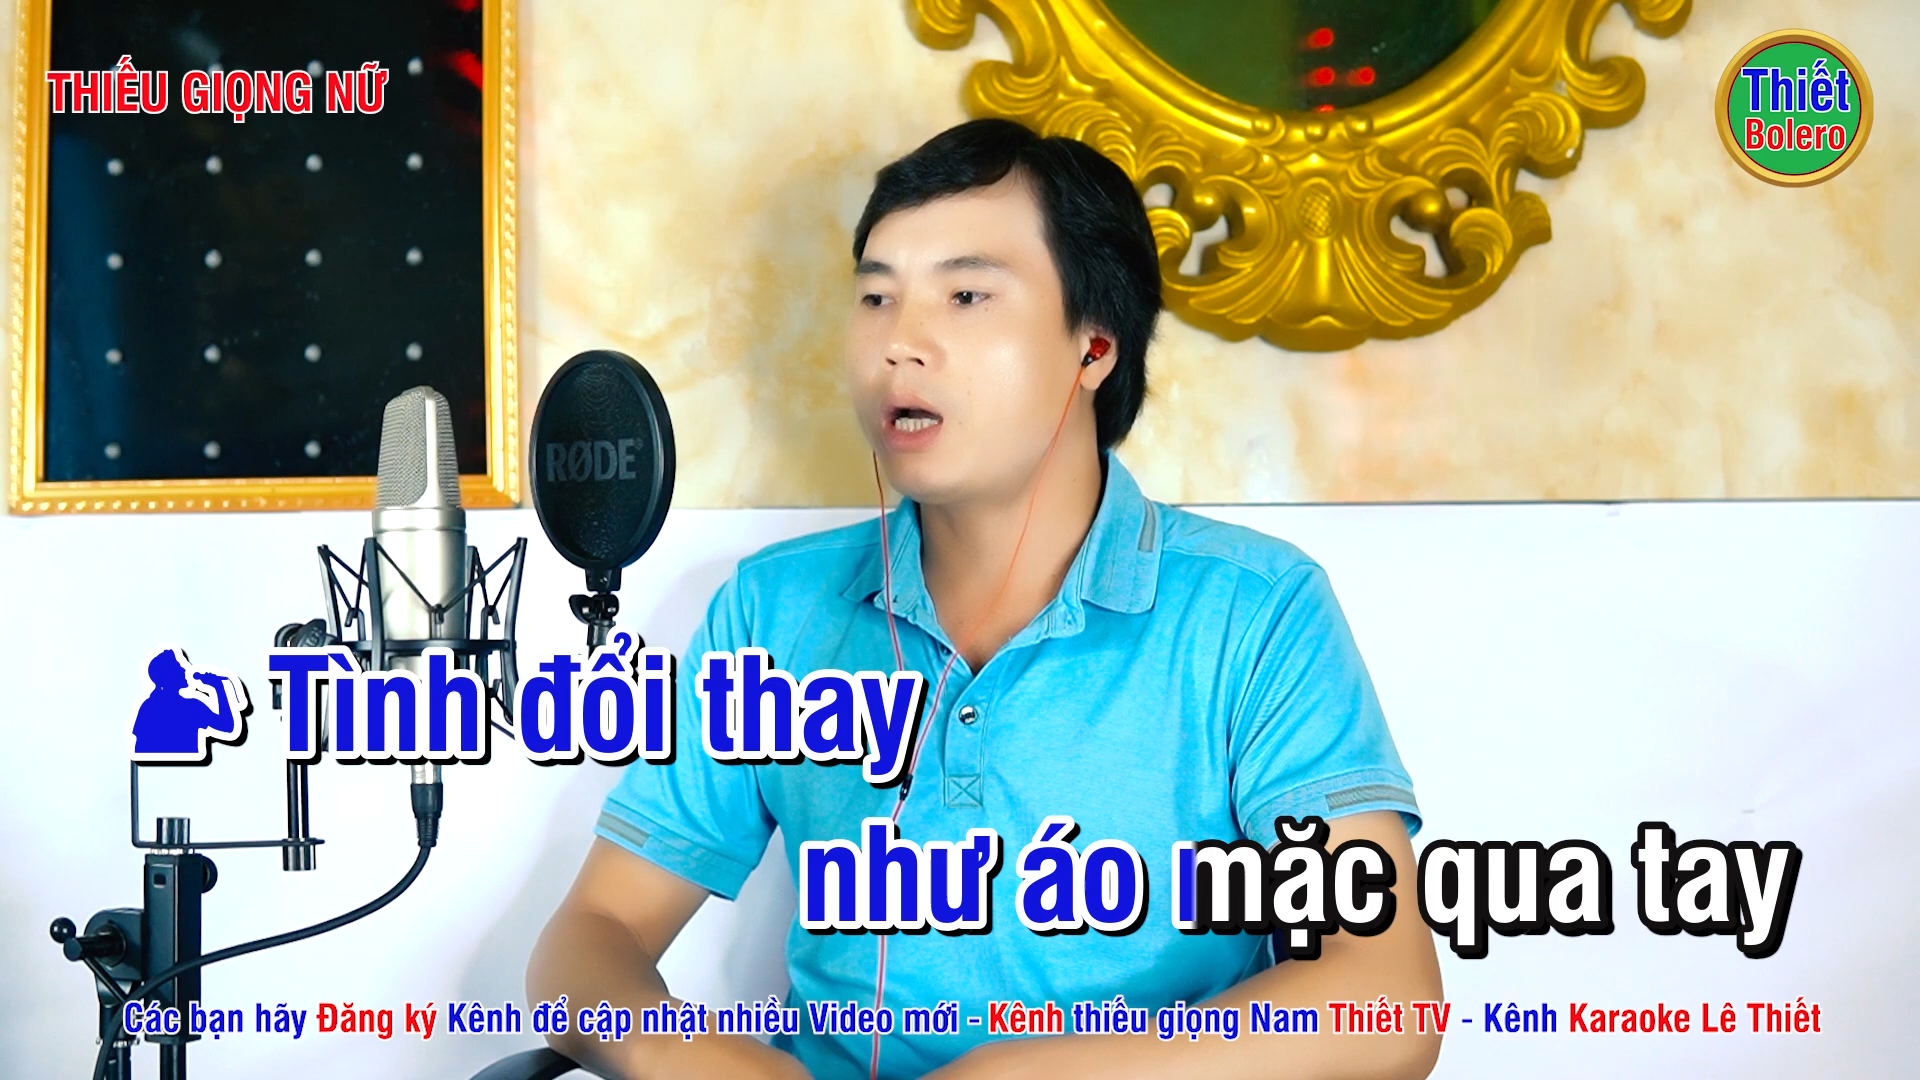 THIẾU GIỌNG NỮ
Thiết
Bolero
RØDE
Tình đổi thay
như áo mặc qua tay
Các bạn hãy Đăng ký Kênh để cập nhật nhiều Video mới - Kênh thiếu giọng Nam Thiết TV - Kênh Karaoke Lê Thiết